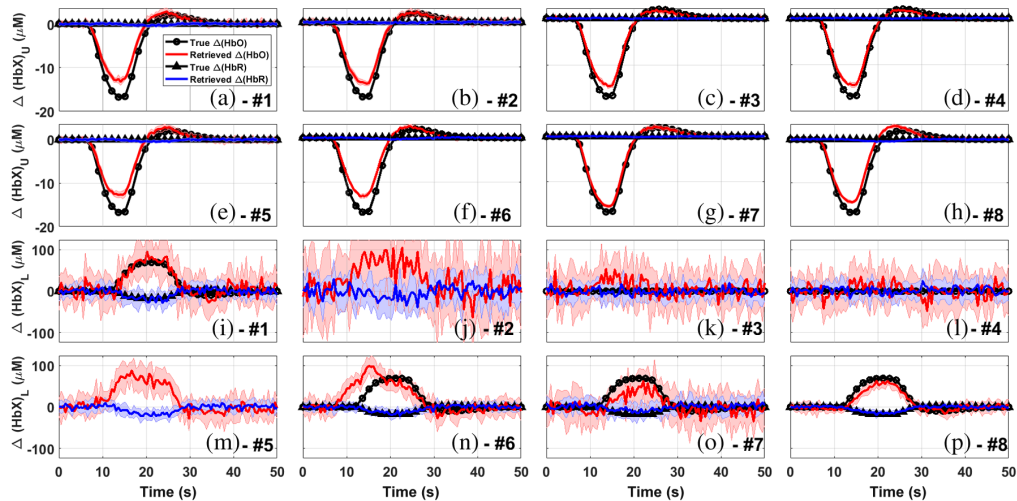 Δ (HbX)U (μM)
0
-10
-20
True Δ(HbO)
Retrieved Δ(HbO)
True Δ(HbR)
Retrieved Δ(HbR)
(a) - #1
(b) - #2
(c) - #3
(d) - #4
Δ (HbX)U (μM)
0
-10
-20
(e) - #5
(f) - #6
(g) - #7
(h) - #8
Δ (HbX)L (μM)
100
0
-100
(i) - #1
(j) - #2
(k) - #3
(l) - #4
Δ (HbX)L (μM)
100
0
-100
(m) - #5
(n) - #6
(o) - #7
(p) - #8
0 10 20 30 40 50
0 10 20 30 40 50
0 10 20 30 40 50
0 10 20 30 40 50
Time (s)
Time (s)
Time (s)
Time (s)